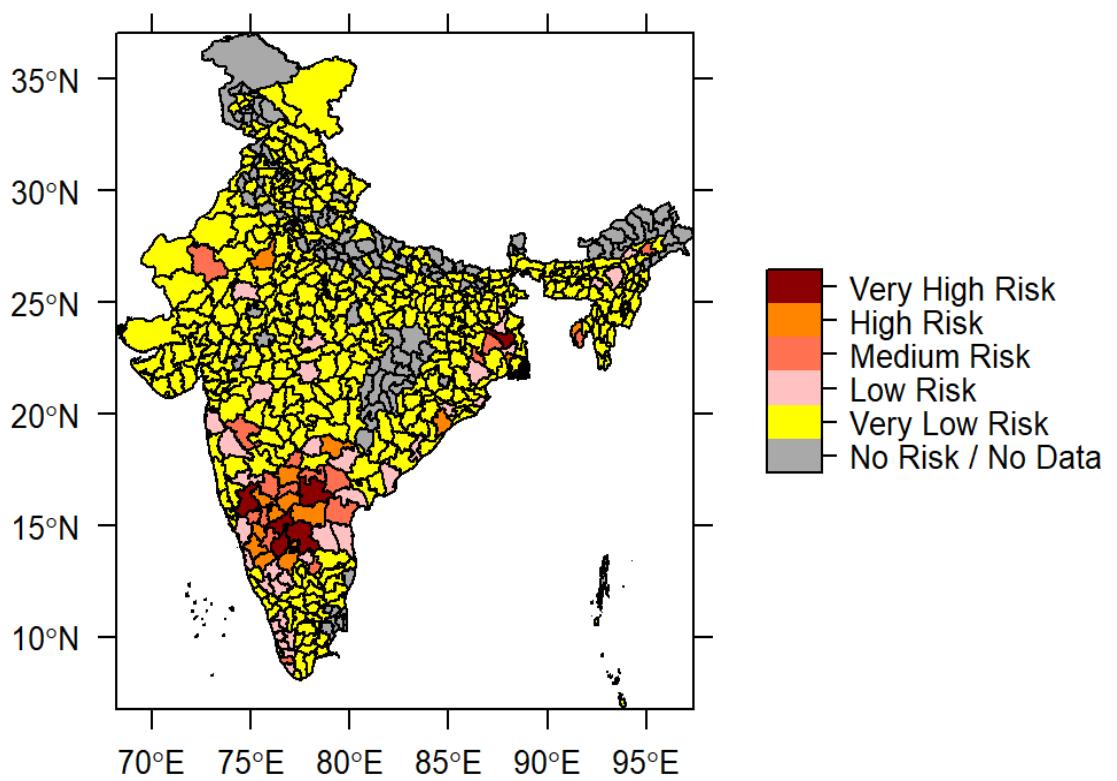 35°N
30°N
25°N
20°N
15°N
10°N
70°E 75°E 80°E 85°E 90°E 95°E
Very High Risk
High Risk
Medium Risk
Low Risk
Very Low Risk
No Risk / No Data